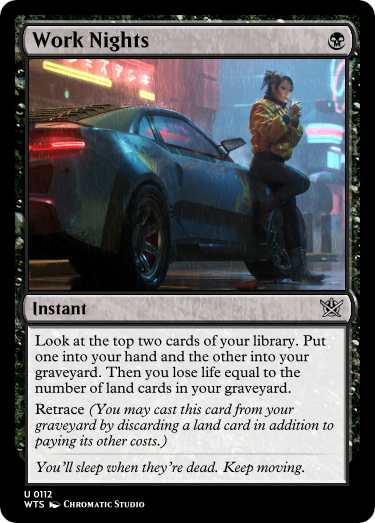 Work Nights
Instant
Look at the top two cards of your library. Put
one into your hand and the other into your
graveyard. Then you lose life equal to the
number of land cards in your graveyard.
Retrace (You may cast this card from your
graveyard by discarding a land card in addition to
paying its other costs.)
You'll sleep when they're dead. Keep moving.
U 0112
WTS Chromatic Studio